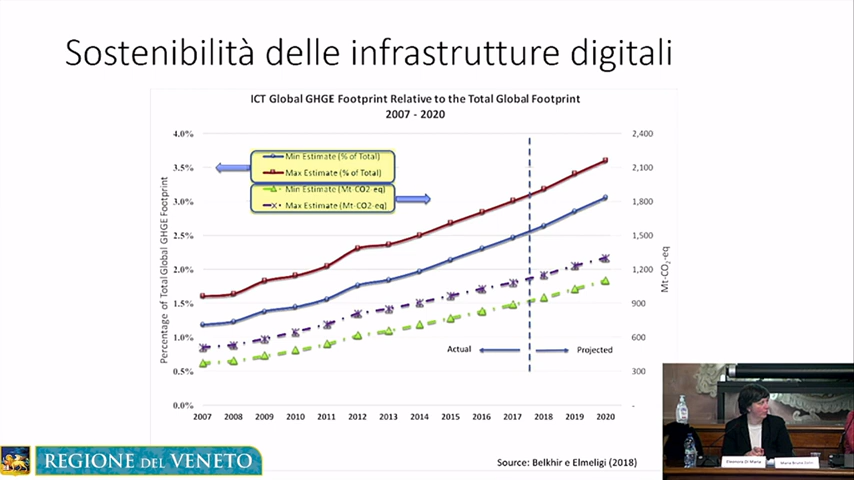 Sostenibilità delle infrastrutture digitali
ICT Global GHGE Footprint Relative to the Total Global Footprint
2007 - 2020
4,0%
3,5%
3,0%
2,5%
2,0%
1,5%
1,0%
0,5%
0,0%
Percentage of Total Global GHGE Footprint
Min Estimate (% of Total)
Max Estimate (% of Total)
Min Estimate (Mt-CO2-eq)
Max Estimate (Mt-CO2-eq)
2,400
2,100
1,800
1,500
1,200
900
600
300
-
Mt-CO2-eq
Actual
Projected
2007 2008 2009 2010 2011 2012 2013 2014 2015 2016 2017 2018 2019 2020
REGIONE DEL VENETO
Source: Belkhir e Elmeligi (2018)
Eleonora Di Maria